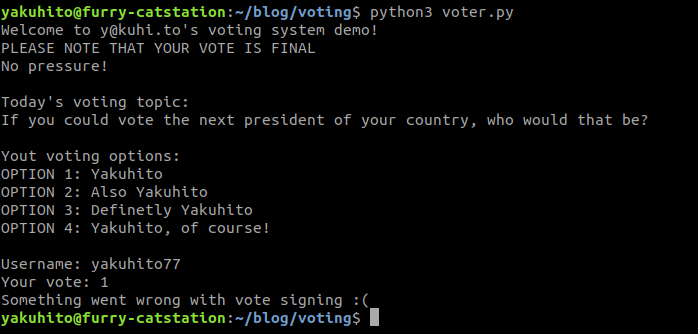 yakuhito@furry-catstation:~/blog/voting$ python3 voter.py
Welcome to y@kuhi.to's voting system demo!
PLEASE NOTE THAT YOUR VOTE IS FINAL
No pressure!
Today's voting topic:
If you could vote the next president of your country, who would that be?
Yout voting options:
OPTION 1: Yakuhito
OPTION 2: Also Yakuhito
OPTION 3: Definetly Yakuhito
OPTION 4: Yakuhito, of course!
Username: yakuhito77
Your vote: 1
Something went wrong with vote signing :(
yakuhito@furry-catstation:~/blog/voting$